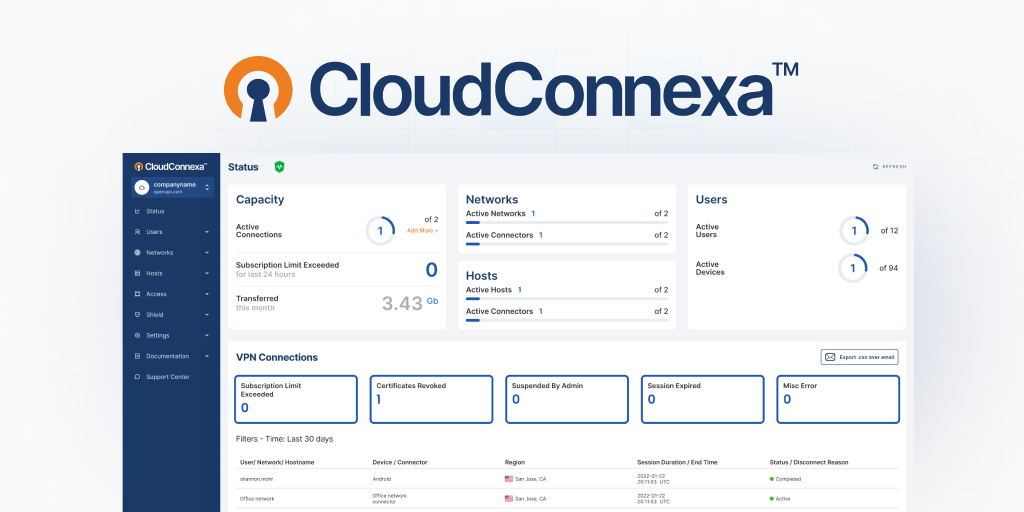 CloudConnexa™
CloudConnexa™
companyname
openvpn.com
Status
Users
Networks
Hosts
Access
Shield
Settings
Documentation
Support Center
Status
REFRESH
Capacity
Active
Connections
1
of 2
Add More +
Subscription Limit Exceeded
for last 24 hours
0
Transferred
this month
3.43 Gb
Networks
Active Networks 1 of 2
Active Connectors 1 of 2
Hosts
Active Hosts 1 of 2
Active Connectors 1 of 2
Users
Active
Users
1 of 12
Active
Devices
1 of 94
VPN Connections
Export .csv over email
Subscription Limit
Exceeded
0
Certificates Revoked
1
Suspended By Admin
0
Session Expired
0
Misc Error
0
Filters - Time: Last 30 days
User/ Network/ Hostname Device / Connector Region Session Duration / End Time Status / Disconnect Reason
shannon.mohr Android San Jose, CA 2022-01-22
20:11:53 UTC Completed
Office network Office network
connector San Jose, CA 2022-01-22
20:11:53 UTC Active